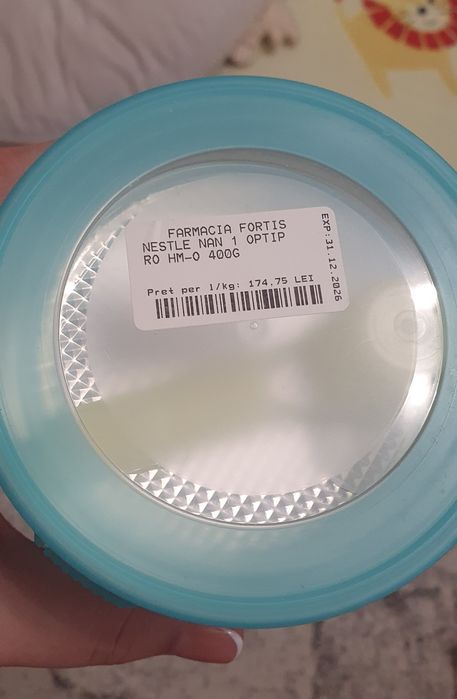 FARMACIA FORTIS
NESTLE NAN 1 OPTIP
RO HM-O 400G
Pret per l/kg: 174.75 LEI
EXP:31.12.2026